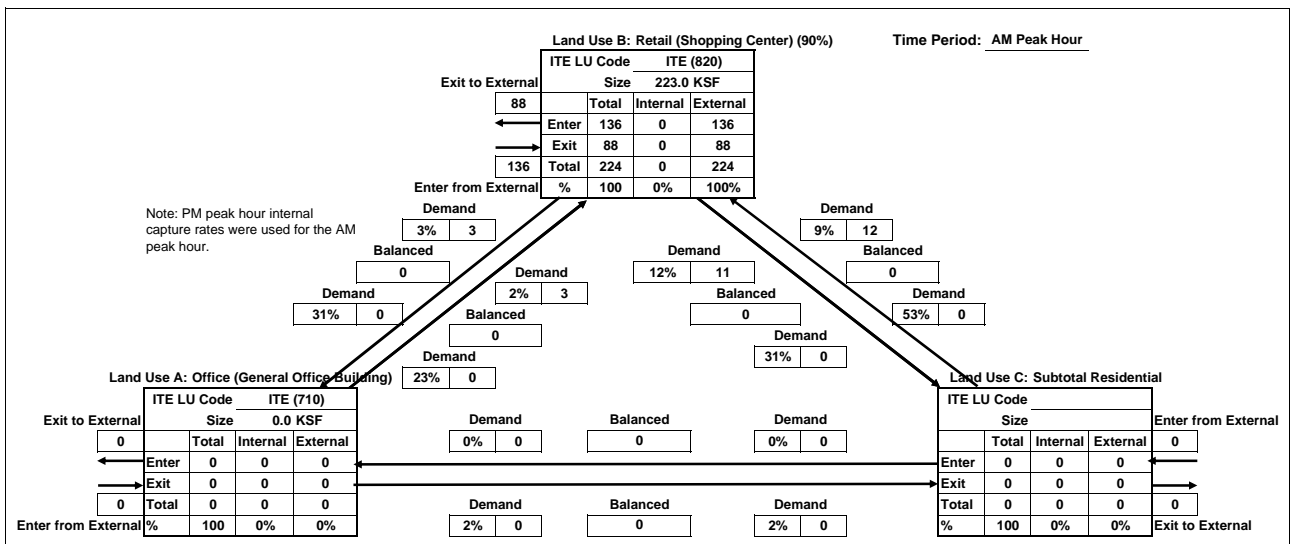 Land Use B: Retail (Shopping Center) (90%)
Time Period: AM Peak Hour
ITE LU Code ITE (820)
Exit to External Size 223.0 KSF
88 Total Internal External
Enter 136 0 136
Exit 88 0 88
136 Total 224 0 224
Enter from External % 100 0% 100%
Note: PM peak hour internal
capture rates were used for the AM
peak hour.
Demand
3% 3
Balanced
0
Demand
31% 0
Demand
2% 3
Balanced
0
Demand
23% 0
Demand
12% 11
Balanced
0
Demand
31% 0
Demand
9% 12
Balanced
0
Demand
53% 0
Land Use A: Office (General Office Building)
ITE LU Code ITE (710)
Exit to External Size 0.0 KSF
0 Total Internal External
Enter 0 0 0
Exit 0 0 0
0 Total 0 0 0
Enter from External % 100 0% 0%
Demand Balanced Demand
0% 0 0 0% 0
Demand Balanced Demand
2% 0 0 2% 0
Land Use C: Subtotal Residential
ITE LU Code
Size Enter from External
Total Internal External 0
Enter 0 0 0
Exit 0 0 0
Total 0 0 0 0
% 100 0% 0% Exit to External